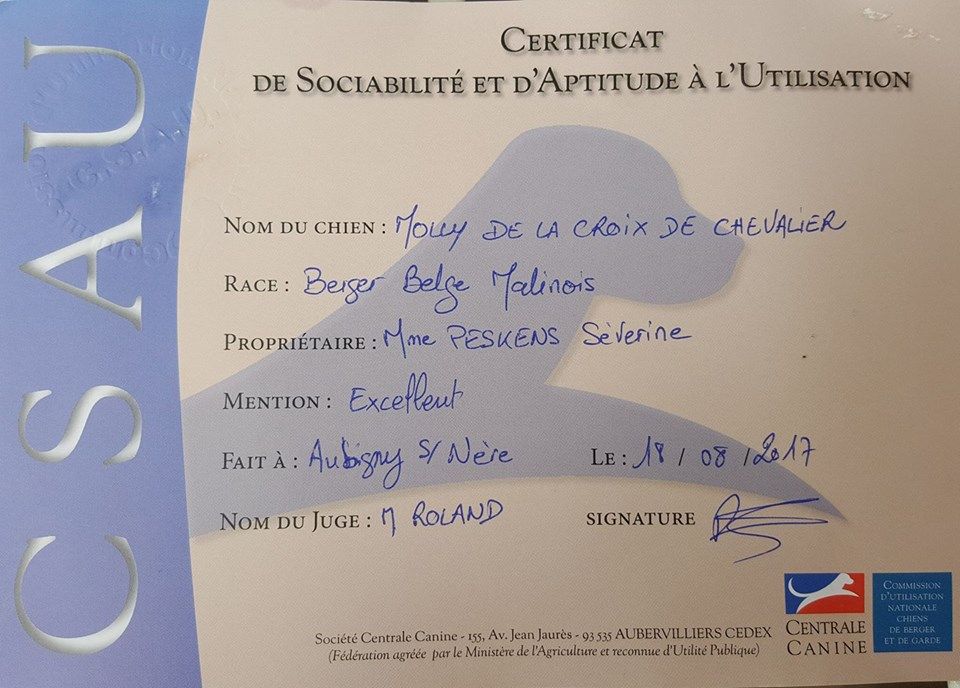 CSAU
CERTIFICAT
DE SOCIABILITÉ ET D'APTITUDE À L'UTILISATION
NOM DU CHIEN : MOLLY DE LA CROIX DE CHEVALIER
RACE : Berger Belge Malinois
PROPRIÉTAIRE : Mme PESKENS Séverine
MENTION : Excellent
FAIT À : Aubigny S/ Nère LE : 18 / 08 / 2017
NOM DU JUGE : M ROLAND SIGNATURE
Société Centrale Canine - 155, Av. Jean Jaurès - 93 535 AUBERVILLIERS CEDEX
(Fédération agréée par le Ministère de l'Agriculture et reconnue d'Utilité Publique)
CENTRALE
CANINE
COMMISSION
D'UTILISATION
NATIONALE
CHIENS
DE BERGER
ET DE GARDE